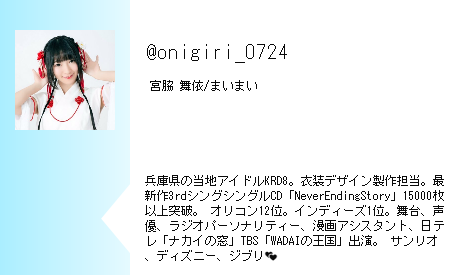 @onigiri_0724
宮脇 舞依/まいまい
兵庫県の当地アイドルKRD8。衣装デザイン製作担当。最
新作3rdシングシングルCD「NeverEndingStory」15000枚
以上突破。 オリコン12位。インディーズ1位。舞台、声
優、ラジオパーソナリティー、漫画アシスタント、日テ
レ「ナカイの窓」TBS「WADAIの王国」出演。 サンリオ
、ディズニー、ジブリ💕